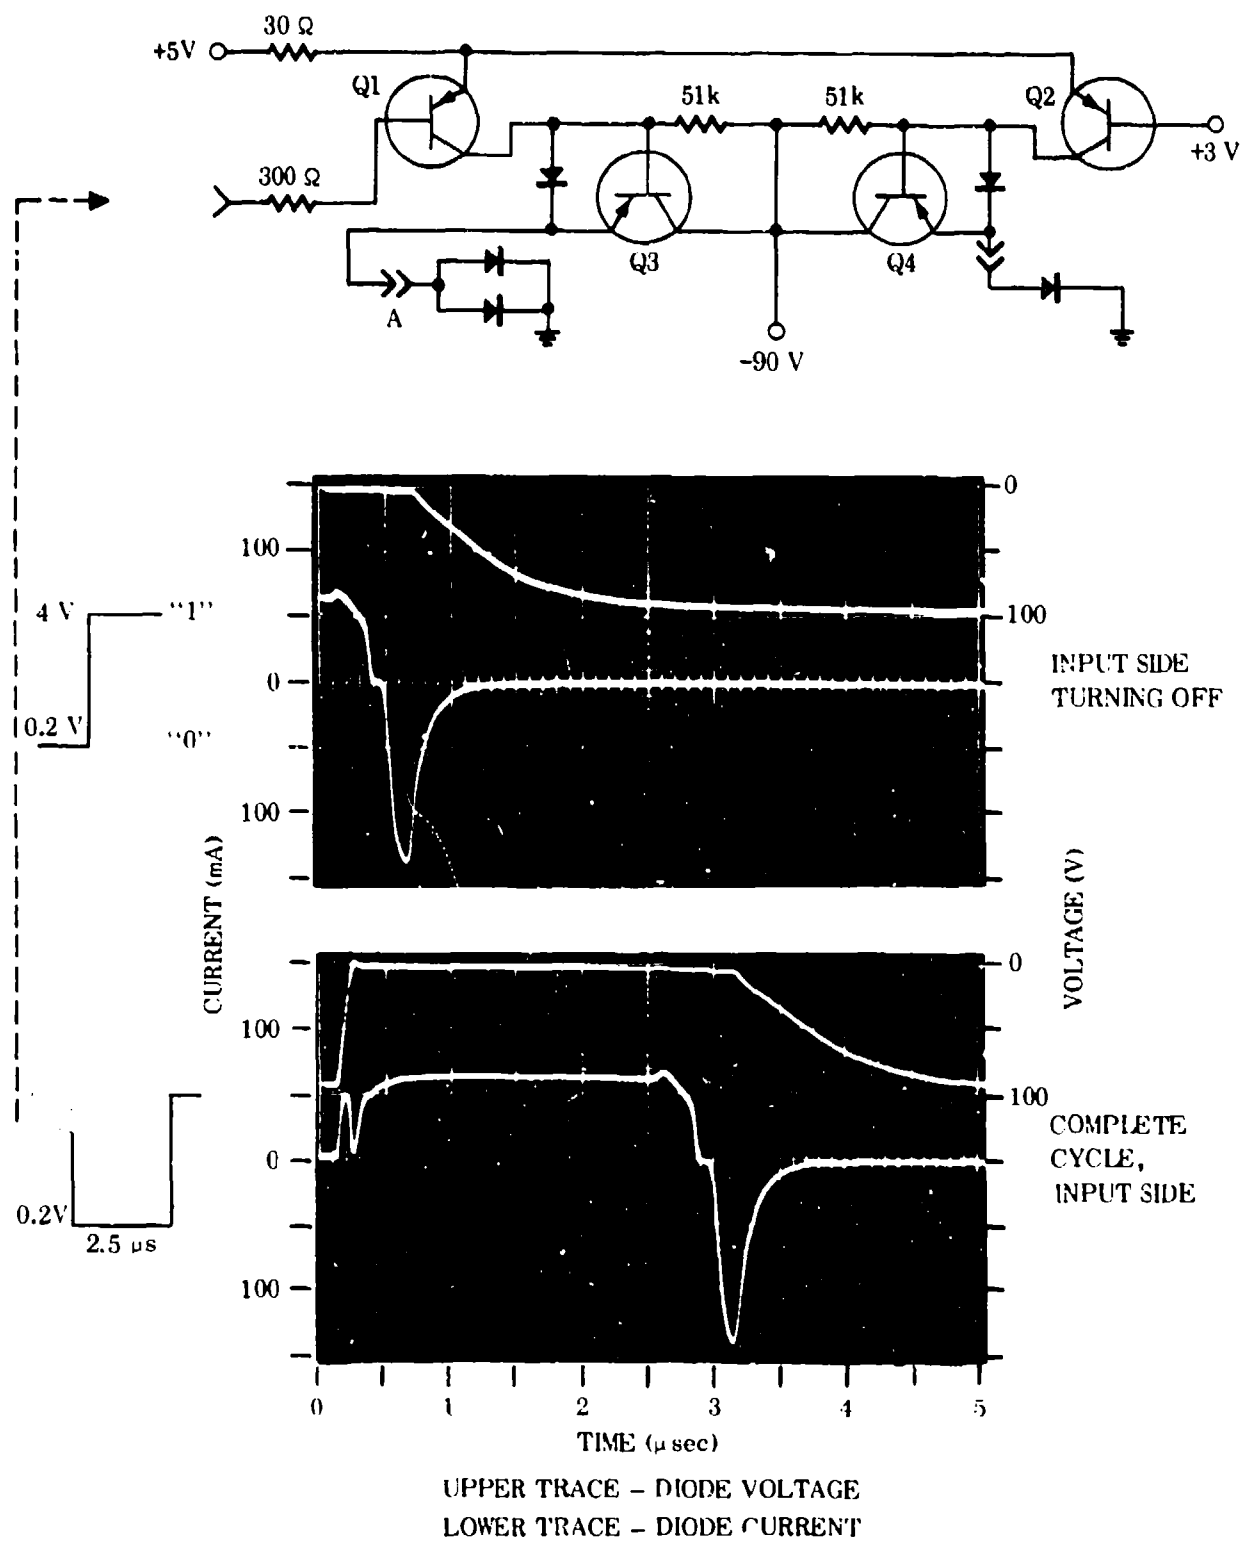 30 Ω
+5V
Q1
51k
51k
Q2
+3 V
300 Ω
Q3
Q4
A
-90 V
0
100
4 V
"1"
100
0
0.2 V
"0"
100
INPUT SIDE
TURNING OFF
CURRENT (mA)
VOLTAGE (V)
0
100
100
0
100
COMPLETE
CYCLE,
INPUT SIDE
0.2V
2.5 μs
0 1 2 3 4 5
TIME (μsec)
UPPER TRACE – DIODE VOLTAGE
LOWER TRACE – DIODE CURRENT